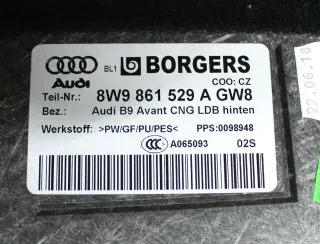 BL1 BORGERS
Audi COO: CZ
Teil-Nr.: 8W9 861 529 A GW8
Bez.: Audi B9 Avant CNG LDB hinten
Werkstoff: >PW/GF/PU/PES< PPS:0098948
CCC A065093 02S
22.06.18